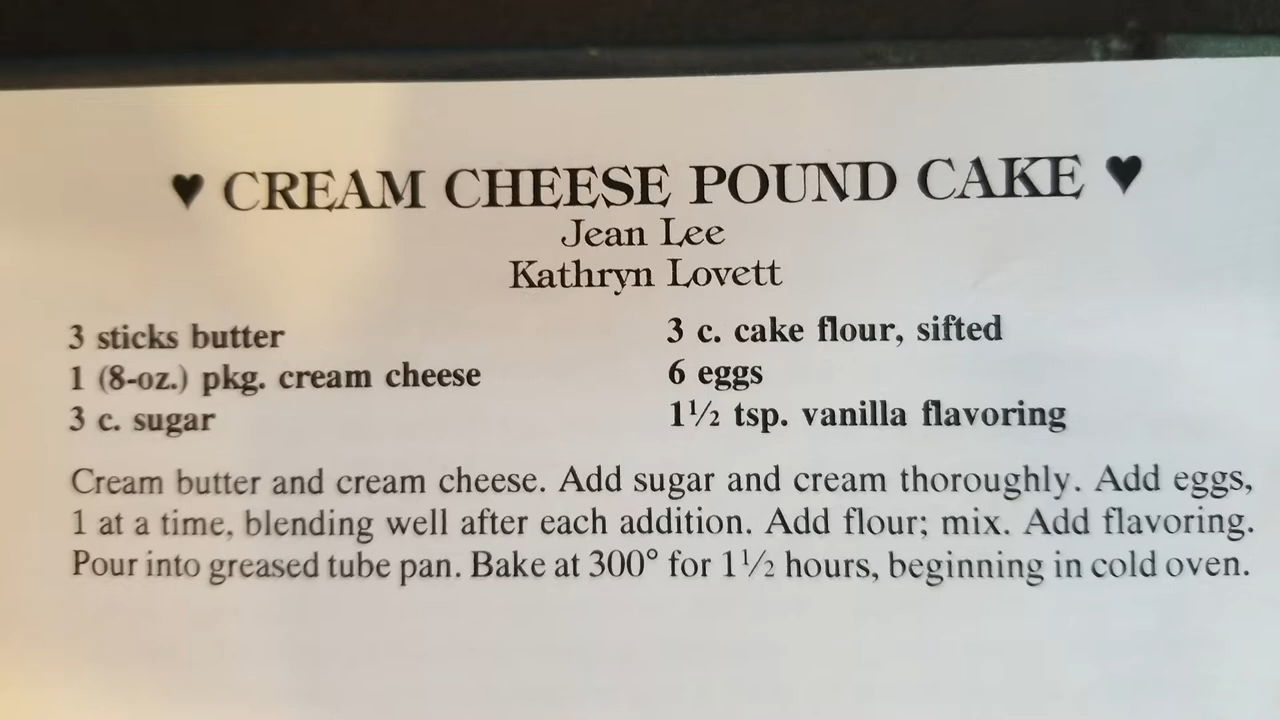 ♥ CREAM CHEESE POUND CAKE ♥
Jean Lee
Kathryn Lovett
3 sticks butter
1 (8-oz.) pkg. cream cheese
3 c. sugar
3 c. cake flour, sifted
6 eggs
1½ tsp. vanilla flavoring
Cream butter and cream cheese. Add sugar and cream thoroughly. Add eggs,
1 at a time, blending well after each addition. Add flour; mix. Add flavoring.
Pour into greased tube pan. Bake at 300° for 1½ hours, beginning in cold oven.